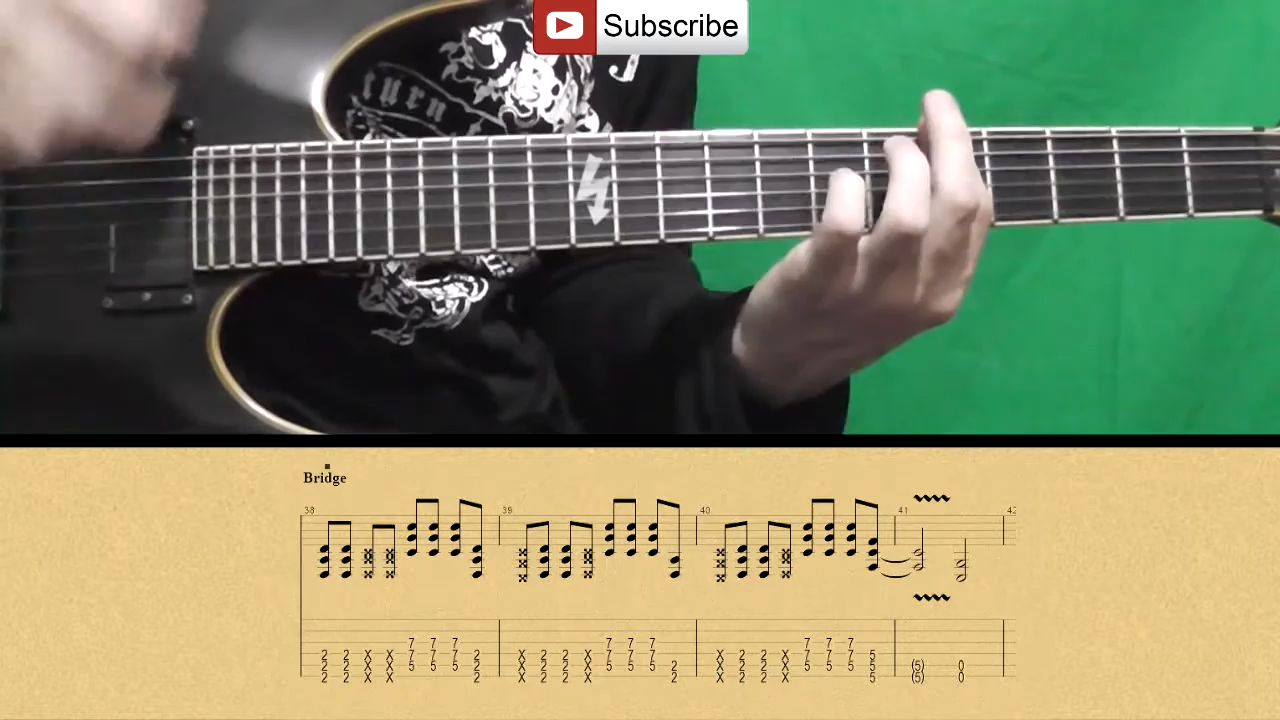 Subscribe
turn
Bridge
38 39 40 41 42
7 7 7 7 7 7 7 7 7
2 2 X X 7 7 7 2 X 2 2 X 7 7 7 X 2 2 X 7 7 7 5
2 2 X X 5 5 5 2 X 2 2 X 5 5 5 2 X 2 2 X 5 5 5 5 (5) 0
2 2 X X 2 X 2 2 X 2 X 2 2 X 5 (5) 0